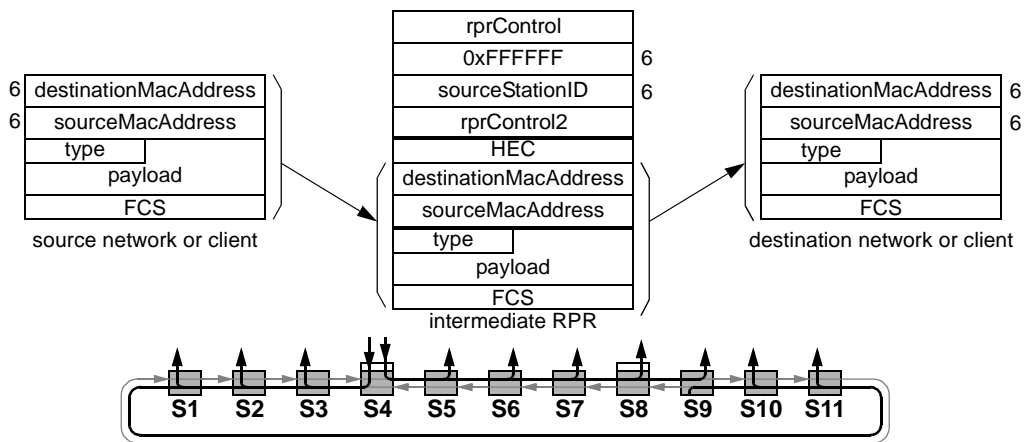 6 destinationMacAddress
6 sourceMacAddress
type
payload
FCS
source network or client
rprControl
0xFFFFFF 6
sourceStationID 6
rprControl2
HEC
destinationMacAddress
sourceMacAddress
type
payload
FCS
intermediate RPR
destinationMacAddress 6
sourceMacAddress 6
type
payload
FCS
destination network or client
S1 S2 S3 S4 S5 S6 S7 S8 S9 S10 S11